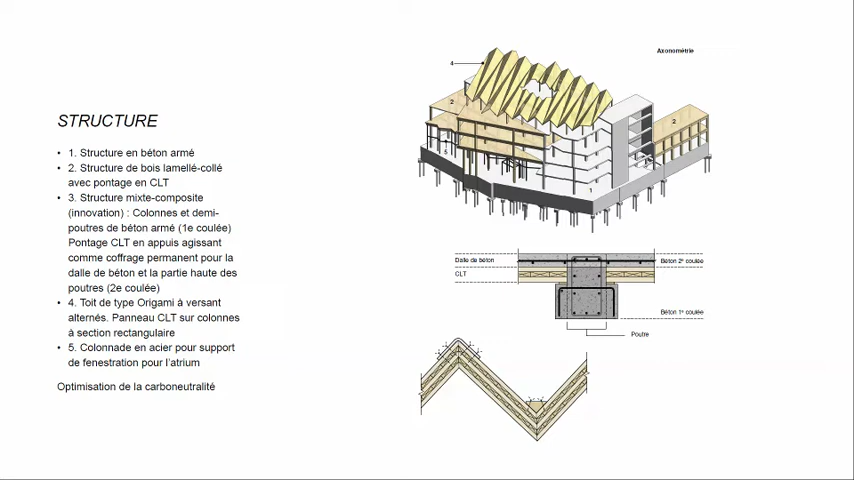 STRUCTURE
• 1. Structure en béton armé
• 2. Structure de bois lamellé-collé
avec pontage en CLT
• 3. Structure mixte-composite
(innovation) : Colonnes et demi-
poutres de béton armé (1e coulée)
Pontage CLT en appuis agissant
comme coffrage permanent pour la
dalle de béton et la partie haute des
poutres (2e coulée)
• 4. Toit de type Origami à versant
alternés. Panneau CLT sur colonnes
à section rectangulaire
• 5. Colonnade en acier pour support
de fenestration pour l’atrium
Optimisation de la carboneutralité
Axonométrie
4
2
2
5
1
Dalle de béton
Béton 2e coulée
CLT
Béton 1e coulée
Poutre